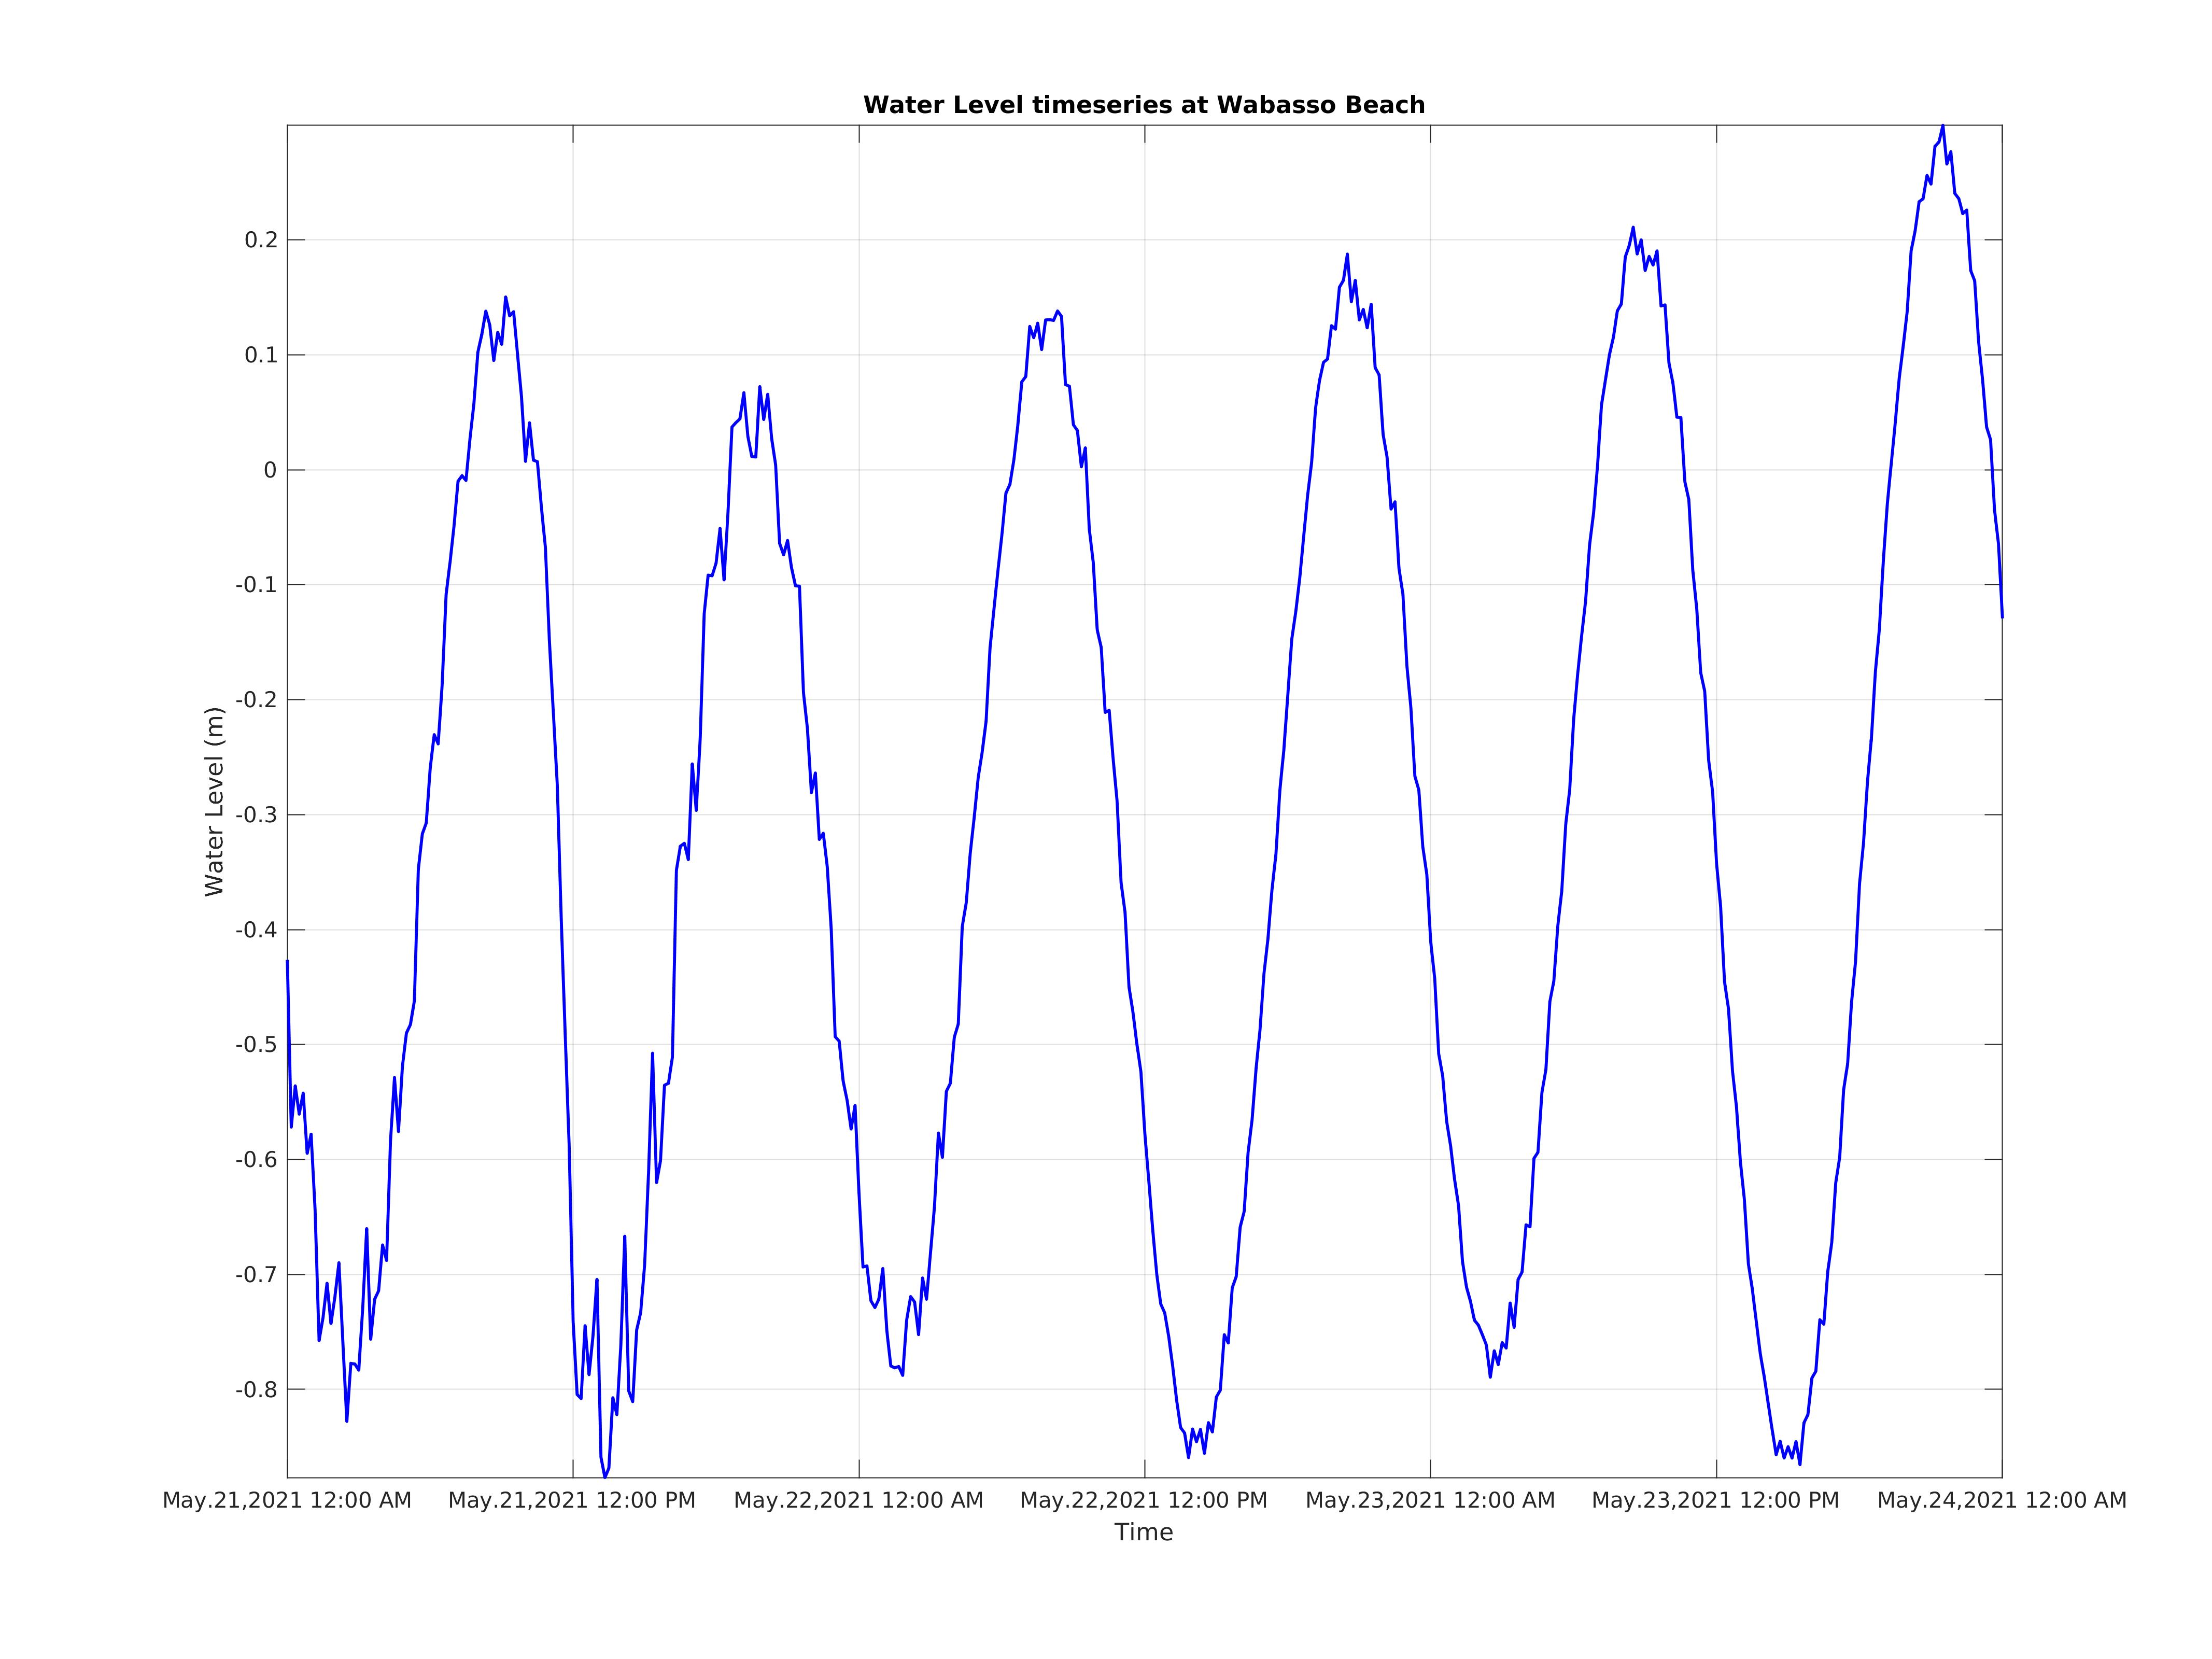 Water Level timeseries at Wabasso Beach
0.2
0.1
0
-0.1
-0.2
-0.3
-0.4
-0.5
-0.6
-0.7
-0.8
Water Level (m)
May.21,2021 12:00 AM May.21,2021 12:00 PM May.22,2021 12:00 AM May.22,2021 12:00 PM May.23,2021 12:00 AM May.23,2021 12:00 PM May.24,2021 12:00 AM
Time